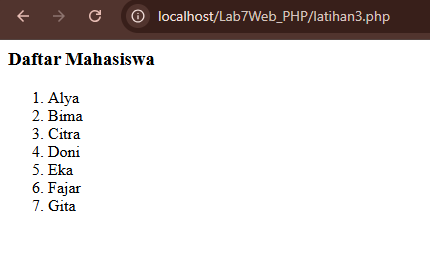 localhost/Lab7Web_PHP/latihan3.php
Daftar Mahasiswa
1. Alya
2. Bima
3. Citra
4. Doni
5. Eka
6. Fajar
7. Gita